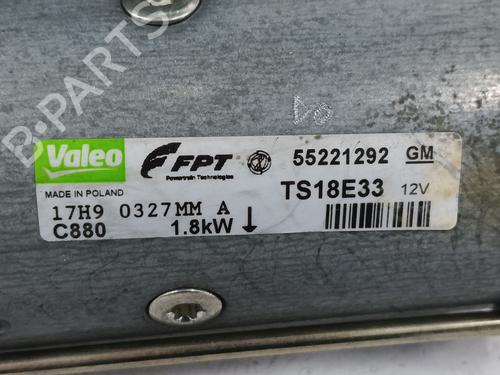 B-PARTS
Valeo
FPT
Powertrain Technologies
55221292 GM
MADE IN POLAND
TS18E33 12V
17H9 0327MM A
C880 1.8kW ↓